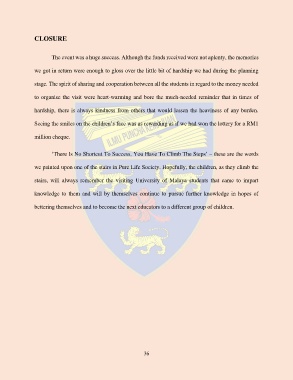 CLOSURE
The event was a huge success. Although the funds received were not aplenty, the memories
we got in return were enough to gloss over the little bit of hardship we had during the planning
stage. The spirit of sharing and cooperation between all the students in regard to the money needed
to organise the visit were heart-warming and bore the much-needed reminder that in times of
hardship, there is always kindness from others that would lessen the heaviness of any burden.
Seeing the smiles on the children's face was as rewarding as if we had won the lottery for a RM1
million cheque.
"There Is No Shortcut To Success, You Have To Climb The Steps' – these are the words
we painted upon one of the stairs in Pure Life Society. Hopefully, the children, as they climb the
stairs, will always remember the visiting University of Malaya students that came to impart
knowledge to them and will by themselves continue to pursue further knowledge in hopes of
bettering themselves and to become the next educators to a different group of children.
ILMU PUNCHA
36